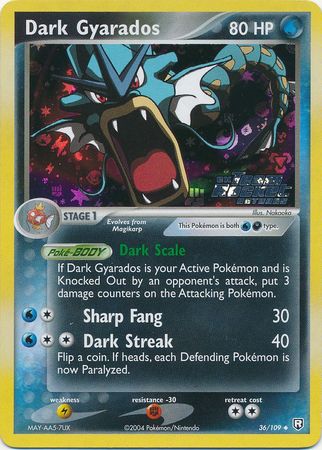 Dark Gyarados 80 HP
ROCKET
RETURNS
Illus. Nakaoka
STAGE 1
Evolves from
Magikarp
This Pokémon is both type.
Poké-BODY Dark Scale
If Dark Gyarados is your Active Pokémon and is
Knocked Out by an opponent's attack, put 3
damage counters on the Attacking Pokémon.
Sharp Fang 30
Dark Streak 40
Flip a coin. If heads, each Defending Pokémon is
now Paralyzed.
weakness resistance -30 retreat cost
MAY-AA5-7UX ©2004 Pokémon/Nintendo 36/109
R